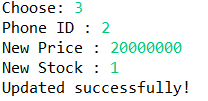 Choose: 3
Phone ID : 2
New Price : 20000000
New Stock : 1
Updated successfully!